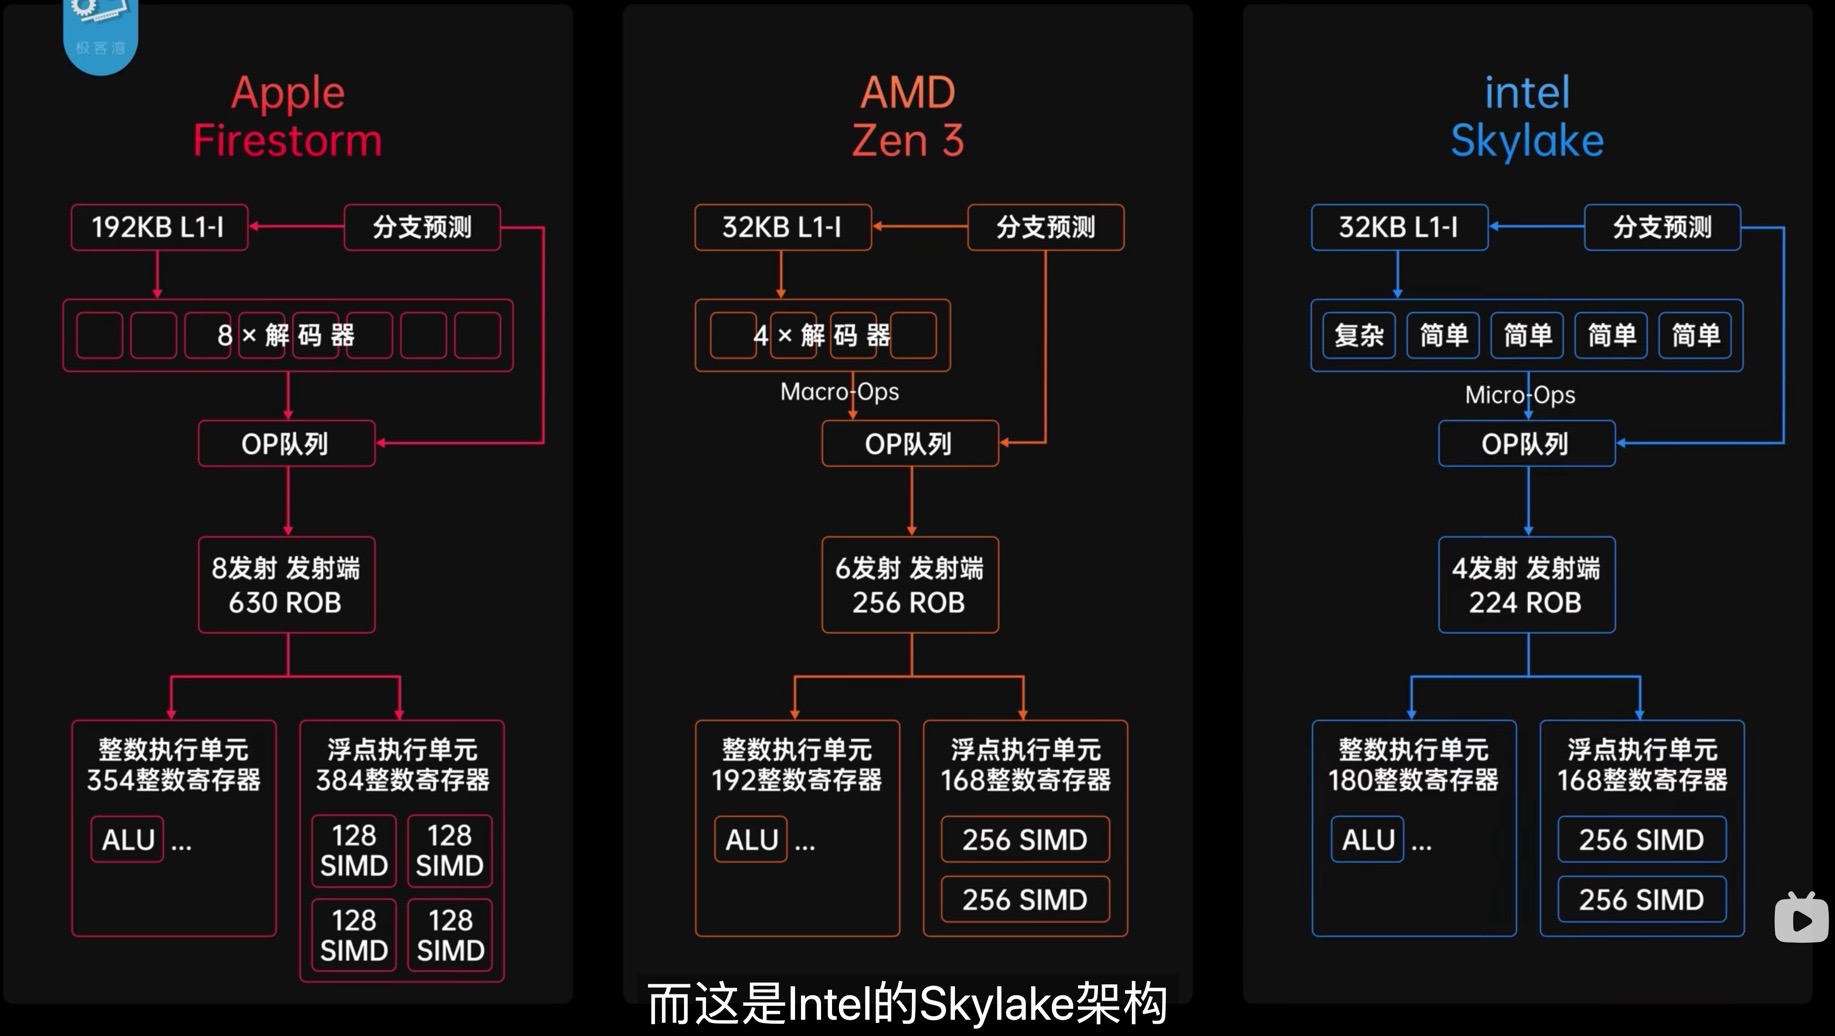 极客湾
Apple
Firestorm
192KB L1-I
分支预测
8×解码器
OP队列
8发射 发射端
630 ROB
整数执行单元
354整数寄存器
ALU ...
浮点执行单元
384整数寄存器
128
SIMD
128
SIMD
128
SIMD
128
SIMD
AMD
Zen 3
32KB L1-I
分支预测
4×解码器
Macro-Ops
OP队列
6发射 发射端
256 ROB
整数执行单元
192整数寄存器
ALU ...
浮点执行单元
168整数寄存器
256 SIMD
256 SIMD
intel
Skylake
32KB L1-I
分支预测
复杂 简单 简单 简单 简单
Micro-Ops
OP队列
4发射 发射端
224 ROB
整数执行单元
180整数寄存器
ALU ...
浮点执行单元
168整数寄存器
256 SIMD
256 SIMD
而这是Intel的Skylake架构